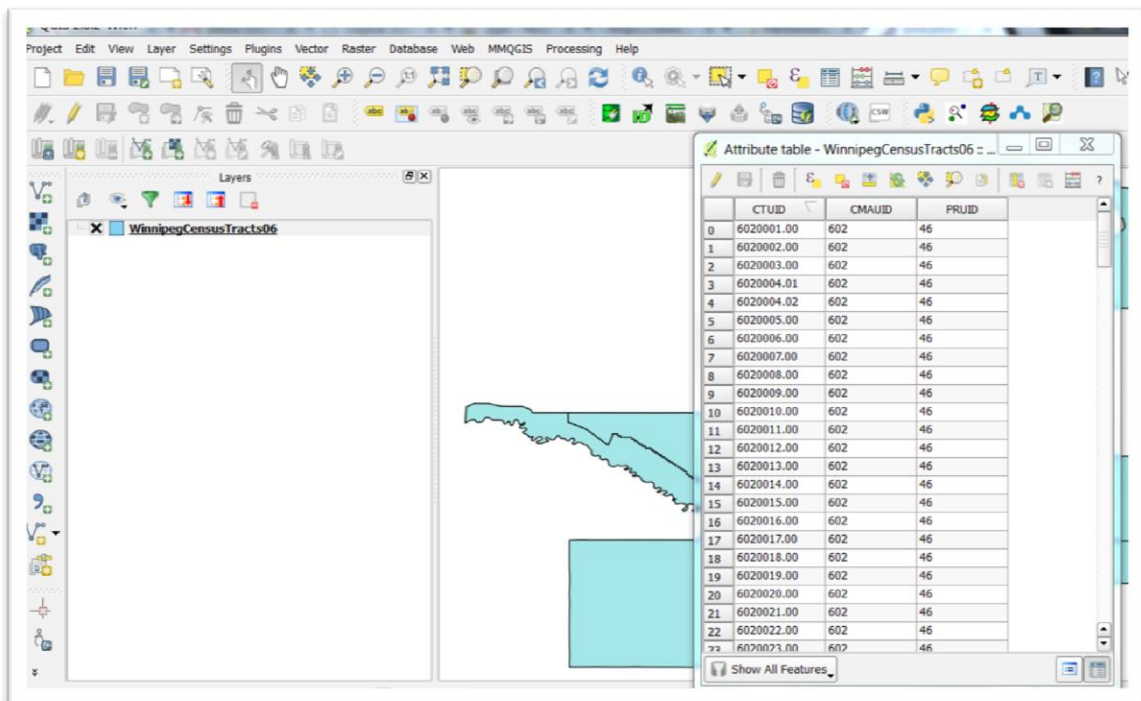 Project Edit View Layer Settings Plugins Vector Raster Database Web MMQGIS Processing Help
Layers
WinnipegCensusTracts06
Attribute table - WinnipegCensusTracts06 :: ...
CTUID CMAUID PRUID
0 6020001.00 602 46
1 6020002.00 602 46
2 6020003.00 602 46
3 6020004.01 602 46
4 6020004.02 602 46
5 6020005.00 602 46
6 6020006.00 602 46
7 6020007.00 602 46
8 6020008.00 602 46
9 6020009.00 602 46
10 6020010.00 602 46
11 6020011.00 602 46
12 6020012.00 602 46
13 6020013.00 602 46
14 6020014.00 602 46
15 6020015.00 602 46
16 6020016.00 602 46
17 6020017.00 602 46
18 6020018.00 602 46
19 6020019.00 602 46
20 6020020.00 602 46
21 6020021.00 602 46
22 6020022.00 602 46
23 6020023.00 602 46
Show All Features